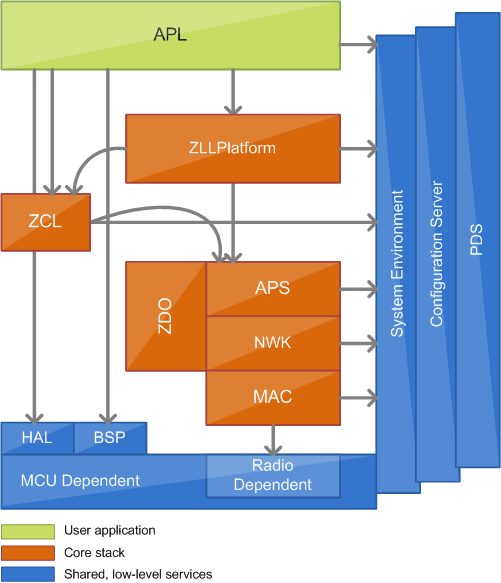 APL
ZLLPlatform
ZCL
ZDO
APS
NWK
MAC
System Environment
Configuration Server
PDS
HAL
BSP
MCU Dependent
Radio
Dependent
User application
Core stack
Shared, low-level services